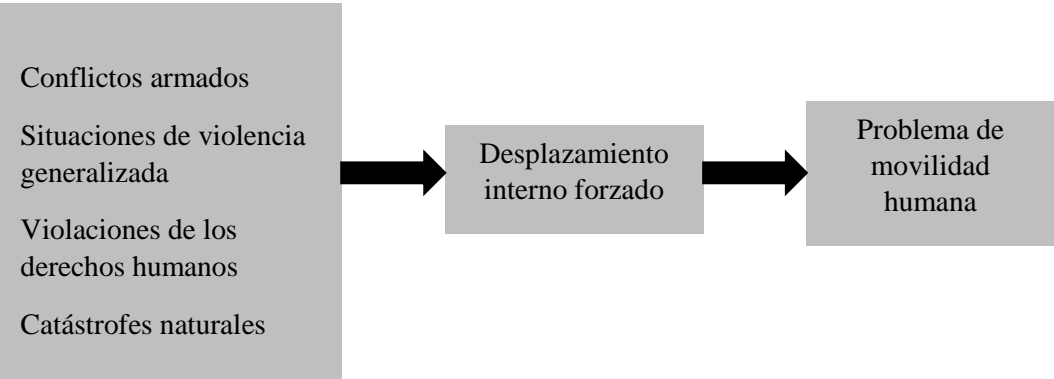 Conflictos armados
Situaciones de violencia
generalizada
Violaciones de los
derechos humanos
Catástrofes naturales
Desplazamiento
interno forzado
Problema de
movilidad
humana